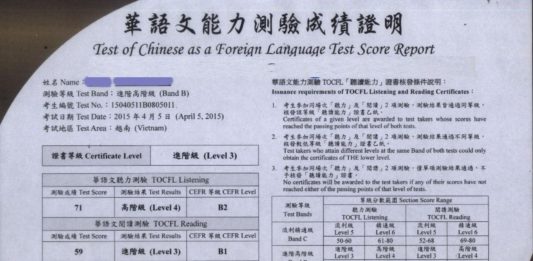 華語文能力測驗成績證明
Test of Chinese as a Foreign Language Test Score Report
姓名 Name：
測驗等級 Test Band：進階高階級 (Band B)
考生編號 Test No.：15040511B0805011
考試日期 Test Date：2015 年 4 月 5 日 (April 5, 2015)
考試地區 Test Area：越南 (Vietnam)
證書等級 Certificate Level 進階級 (Level 3)
華語文聽力測驗 TOCFL Listening
測驗成績 Test Score 測驗結果 Test Results CEFR 等級 CEFR Level
71 高階級 (Level 4) B2
華語文閱讀測驗 TOCFL Reading
測驗成績 Test Score 測驗結果 Test Results CEFR 等級 CEFR Level
59 進階級 (Level 3) B1
華語文能力測驗 TOCFL「聽讀能力」證書核發條件說明：
Issuance requirements of TOCFL Listening and Reading Certificates：
1. 考生參加同場次「聽力」及「閱讀」2 項測驗，測驗結果皆通過同等級，
核發該等級「聽讀能力」證書乙紙。
Certificates of a given level are awarded to test takers whose scores have
reached the passing points of that level of both tests.
2. 考生參加同場次「聽力」及「閱讀」2 項測驗，測驗結果通過不同等級，
核發較低等級「聽讀能力」證書乙紙。
Test takers who attain different levels at the same Band of both tests could only
obtain the certificates of THE lower level.
3. 考生參加同場次「聽力」及「閱讀」2 項測驗，僅單項測驗結果通過，不
予核發「聽讀能力」證書。
No certificates will be awarded to the test takers if any of their scores have not
reached either of the passing points of that level of tests.
測驗等級
Test Bands
等級分數範圍 Section Score Range
聽力測驗 閱讀測驗
TOCFL Listening TOCFL Reading
流利精通級
Band C
流利級 精通級 流利級 精通級
Level 5 Level 6 Level 5 Level 6
50-60 61-80 52-68 69-80
進階高階級
進階級 高階級 進階級 高階級
Level 3 Level 4 Level 3 Level 4